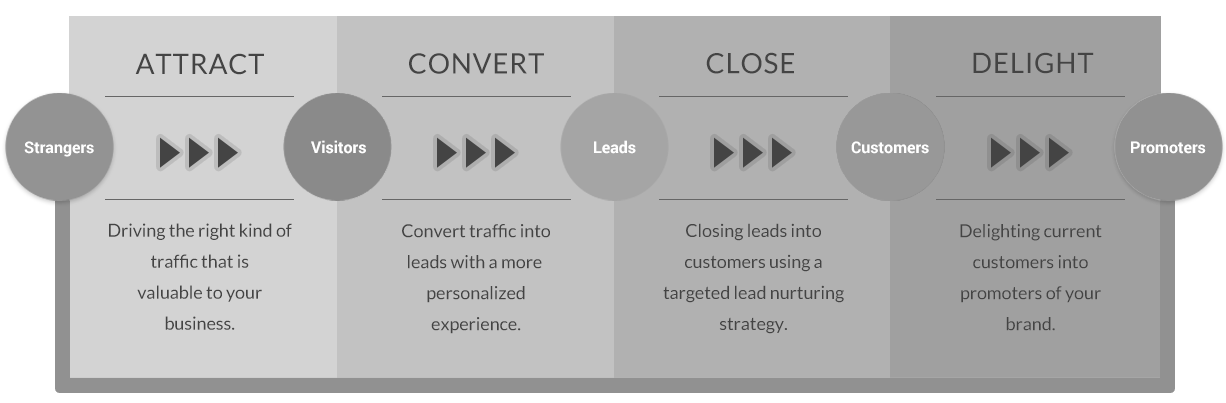 ATTRACT
CONVERT
CLOSE
DELIGHT
Strangers
Visitors
Leads
Customers
Promoters
Driving the right kind of
traffic that is
valuable to your
business.
Convert traffic into
leads with a more
personalized
experience.
Closing leads into
customers using a
targeted lead nurturing
strategy.
Delighting current
customers into
promoters of your
brand.